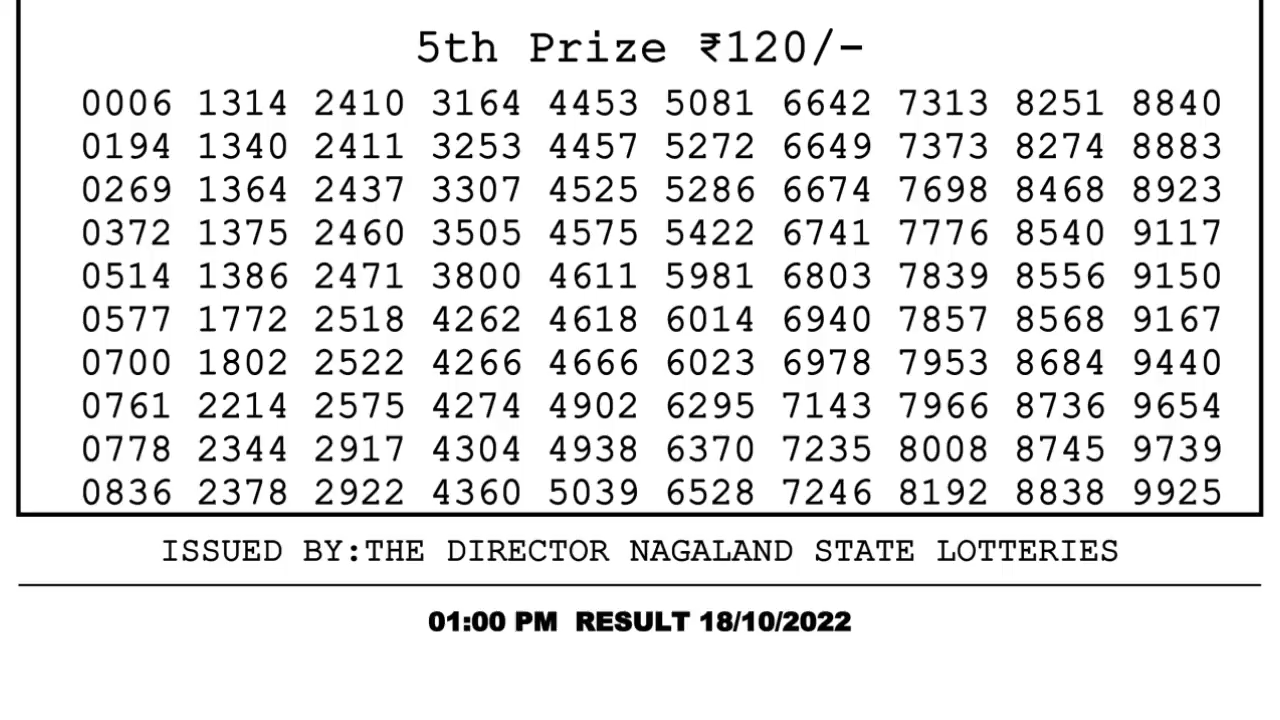 5th Prize ₹120/-
0006 1314 2410 3164 4453 5081 6642 7313 8251 8840
0194 1340 2411 3253 4457 5272 6649 7373 8274 8883
0269 1364 2437 3307 4525 5286 6674 7698 8468 8923
0372 1375 2460 3505 4575 5422 6741 7776 8540 9117
0514 1386 2471 3800 4611 5981 6803 7839 8556 9150
0577 1772 2518 4262 4618 6014 6940 7857 8568 9167
0700 1802 2522 4266 4666 6023 6978 7953 8684 9440
0761 2214 2575 4274 4902 6295 7143 7966 8736 9654
0778 2344 2917 4304 4938 6370 7235 8008 8745 9739
0836 2378 2922 4360 5039 6528 7246 8192 8838 9925
ISSUED BY:THE DIRECTOR NAGALAND STATE LOTTERIES
01:00 PM RESULT 18/10/2022